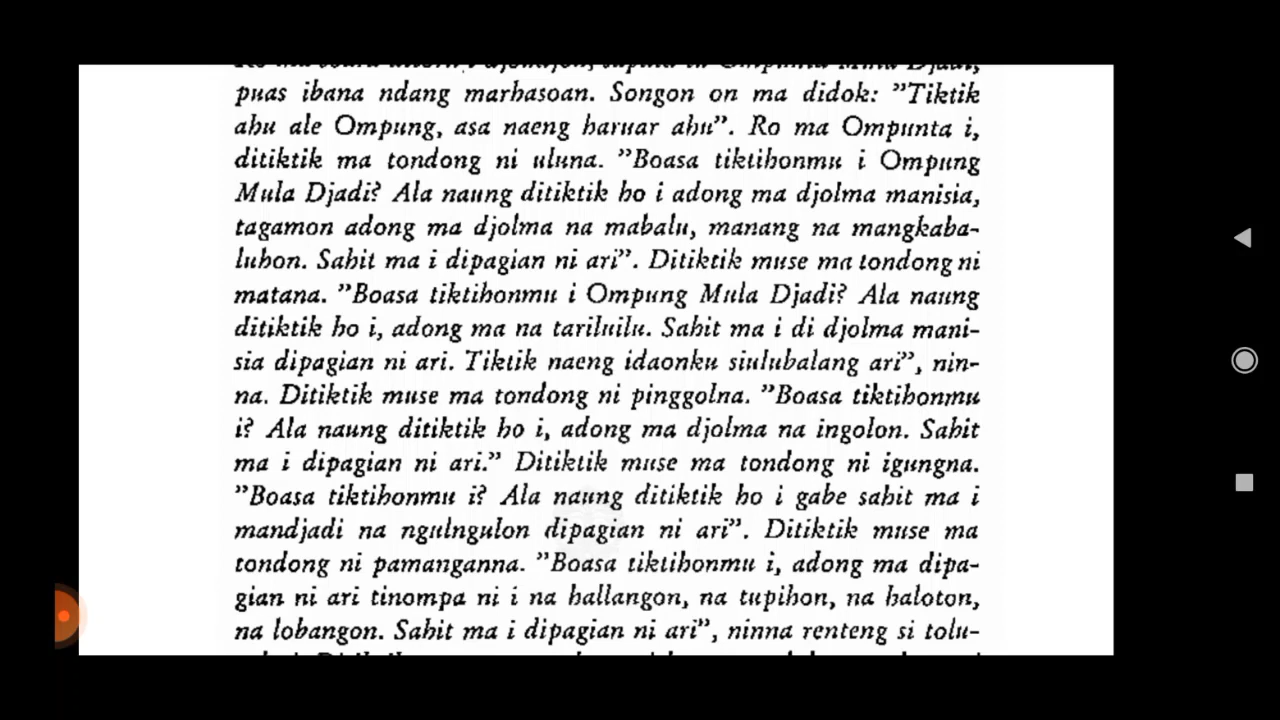 puas ibana ndang marhasoan. Songon on ma didok: ”Tiktik
ahu ale Ompung, asa naeng haruar ahu”. Ro ma Ompunta i,
ditiktik ma tondong ni uluna. ”Boasa tiktihonmu i Ompung
Mula Djadi? Ala naung ditiktik ho i adong ma djolma manisia,
tagamon adong ma djolma na mabalu, manang na mangkaba-
luhon. Sahit ma i dipagian ni ari”. Ditiktik muse ma tondong ni
matana. ”Boasa tiktihonmu i Ompung Mula Djadi? Ala naung
ditiktik ho i, adong ma na tariluilu. Sahit ma i di djolma mani-
sia dipagian ni ari. Tiktik naeng idaonku siulubalang ari”, nin-
na. Ditiktik muse ma tondong ni pinggolna. ”Boasa tiktihonmu
i? Ala naung ditiktik ho i, adong ma djolma na ingolon. Sahit
ma i dipagian ni ari.” Ditiktik muse ma tondong ni igungna.
”Boasa tiktihonmu i? Ala naung ditiktik ho i gabe sahit ma i
mandjadi na ngulngulon dipagian ni ari”. Ditiktik muse ma
tondong ni pamanganna. ”Boasa tiktihonmu i, adong ma dipa-
gian ni ari tinompa ni i na hallangon, na tupihon, na haloton,
na lobangon. Sahit ma i dipagian ni ari”, ninna renteng si tolu-